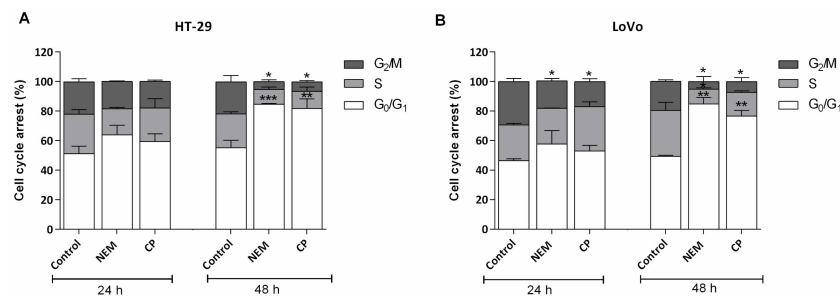 A
HT-29
Cell cycle arrest (%)
120
100
80
60
40
20
0
* *
***
**
G₂/M
S
G₀/G₁
Control NEM CP Control NEM CP
24 h 48 h
B
LoVo
Cell cycle arrest (%)
120
100
80
60
40
20
0
* * * *
*
** **
G₂/M
S
G₀/G₁
Control NEM CP Control NEM CP
24 h 48 h